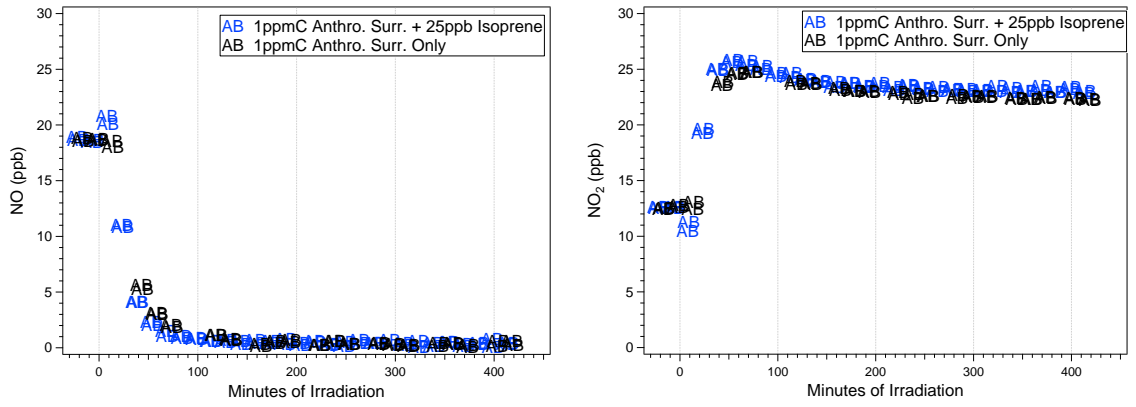 AB 1ppmC Anthro. Surr. + 25ppb Isoprene
AB 1ppmC Anthro. Surr. Only
30
25
20
15
10
5
0
NO (ppb)
0 100 200 300 400
Minutes of Irradiation
AB 1ppmC Anthro. Surr. + 25ppb Isoprene
AB 1ppmC Anthro. Surr. Only
30
25
20
15
10
5
0
NO₂ (ppb)
0 100 200 300 400
Minutes of Irradiation